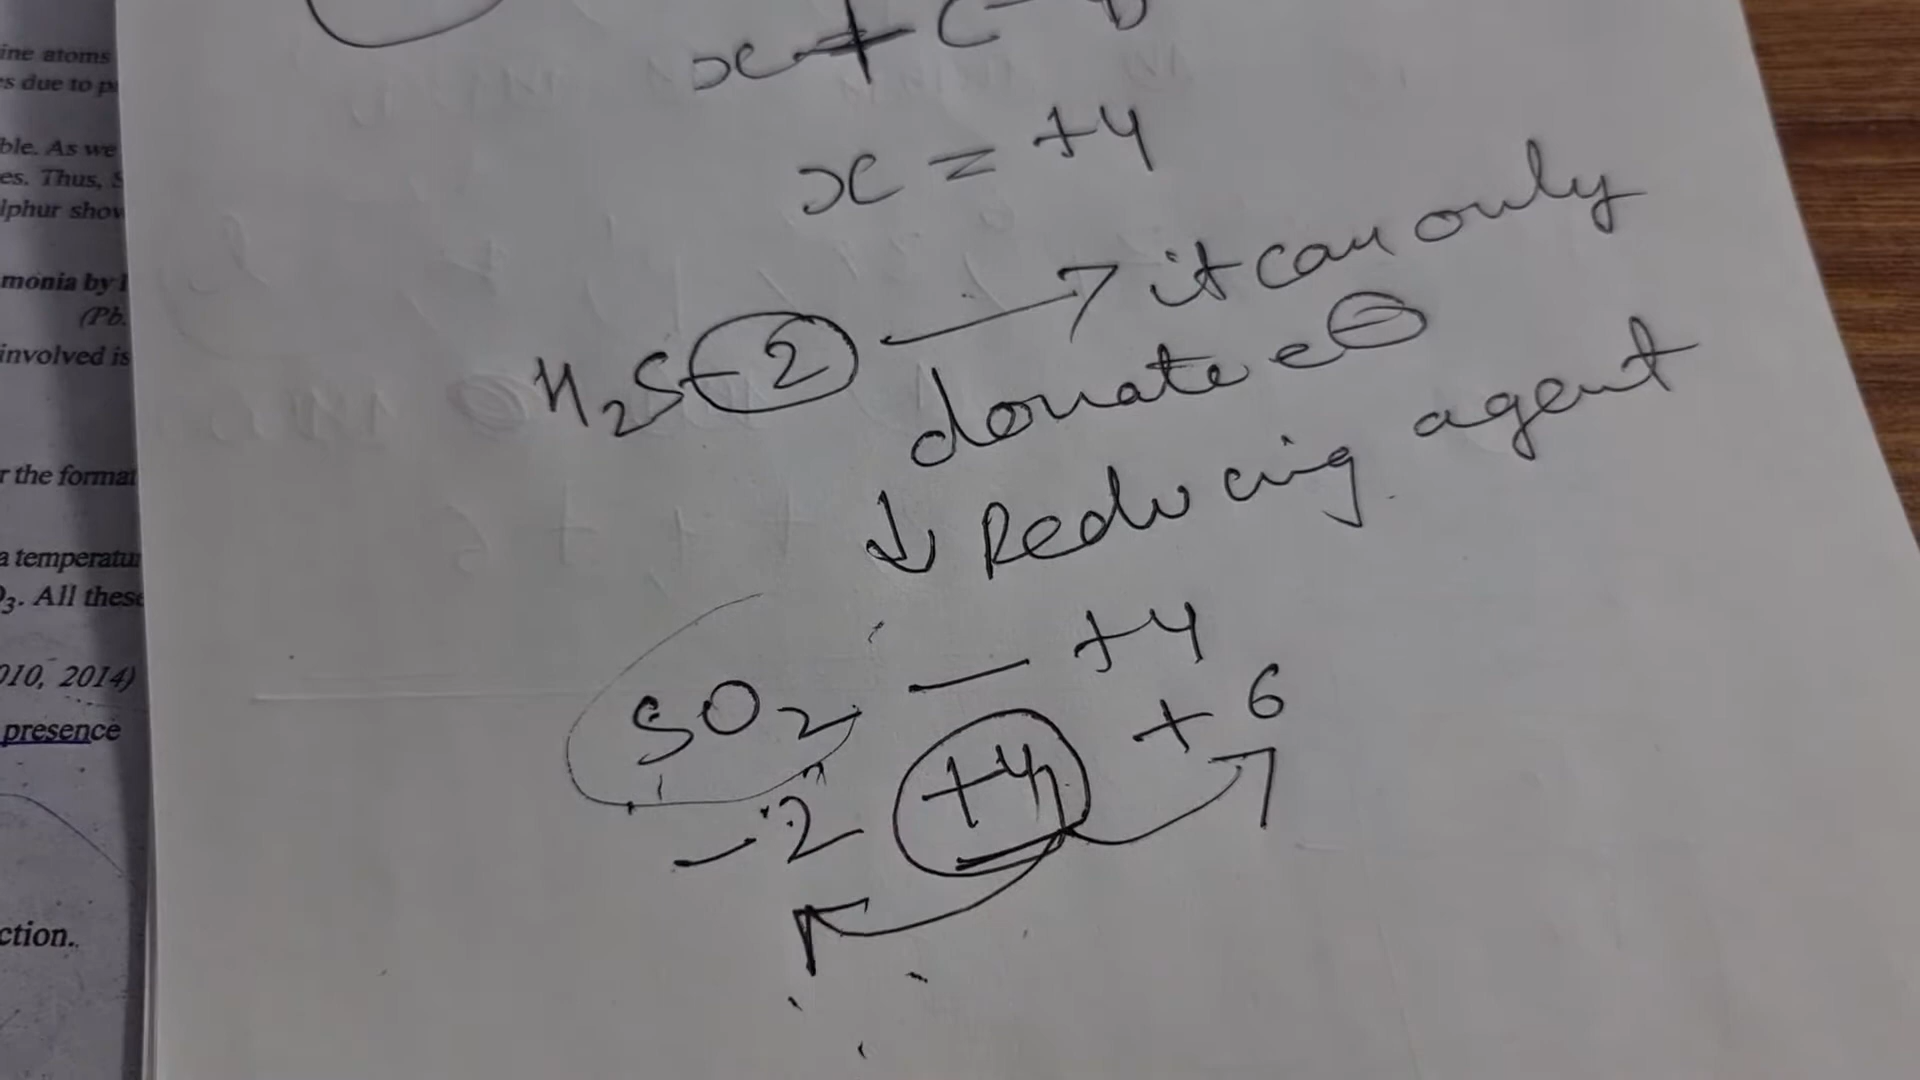 ine atoms
es due to p
ble. As we
es. Thus, S
lphur show
monia by
(Pb.
involved is
r the format
a temperatu
O3. All these
010, 2014)
presence
ction.
x + (-
x = +4
H2S -2 → it can only
donate e⊖
↓ Reducing agent
SO2 — +4
-2 +4 +6